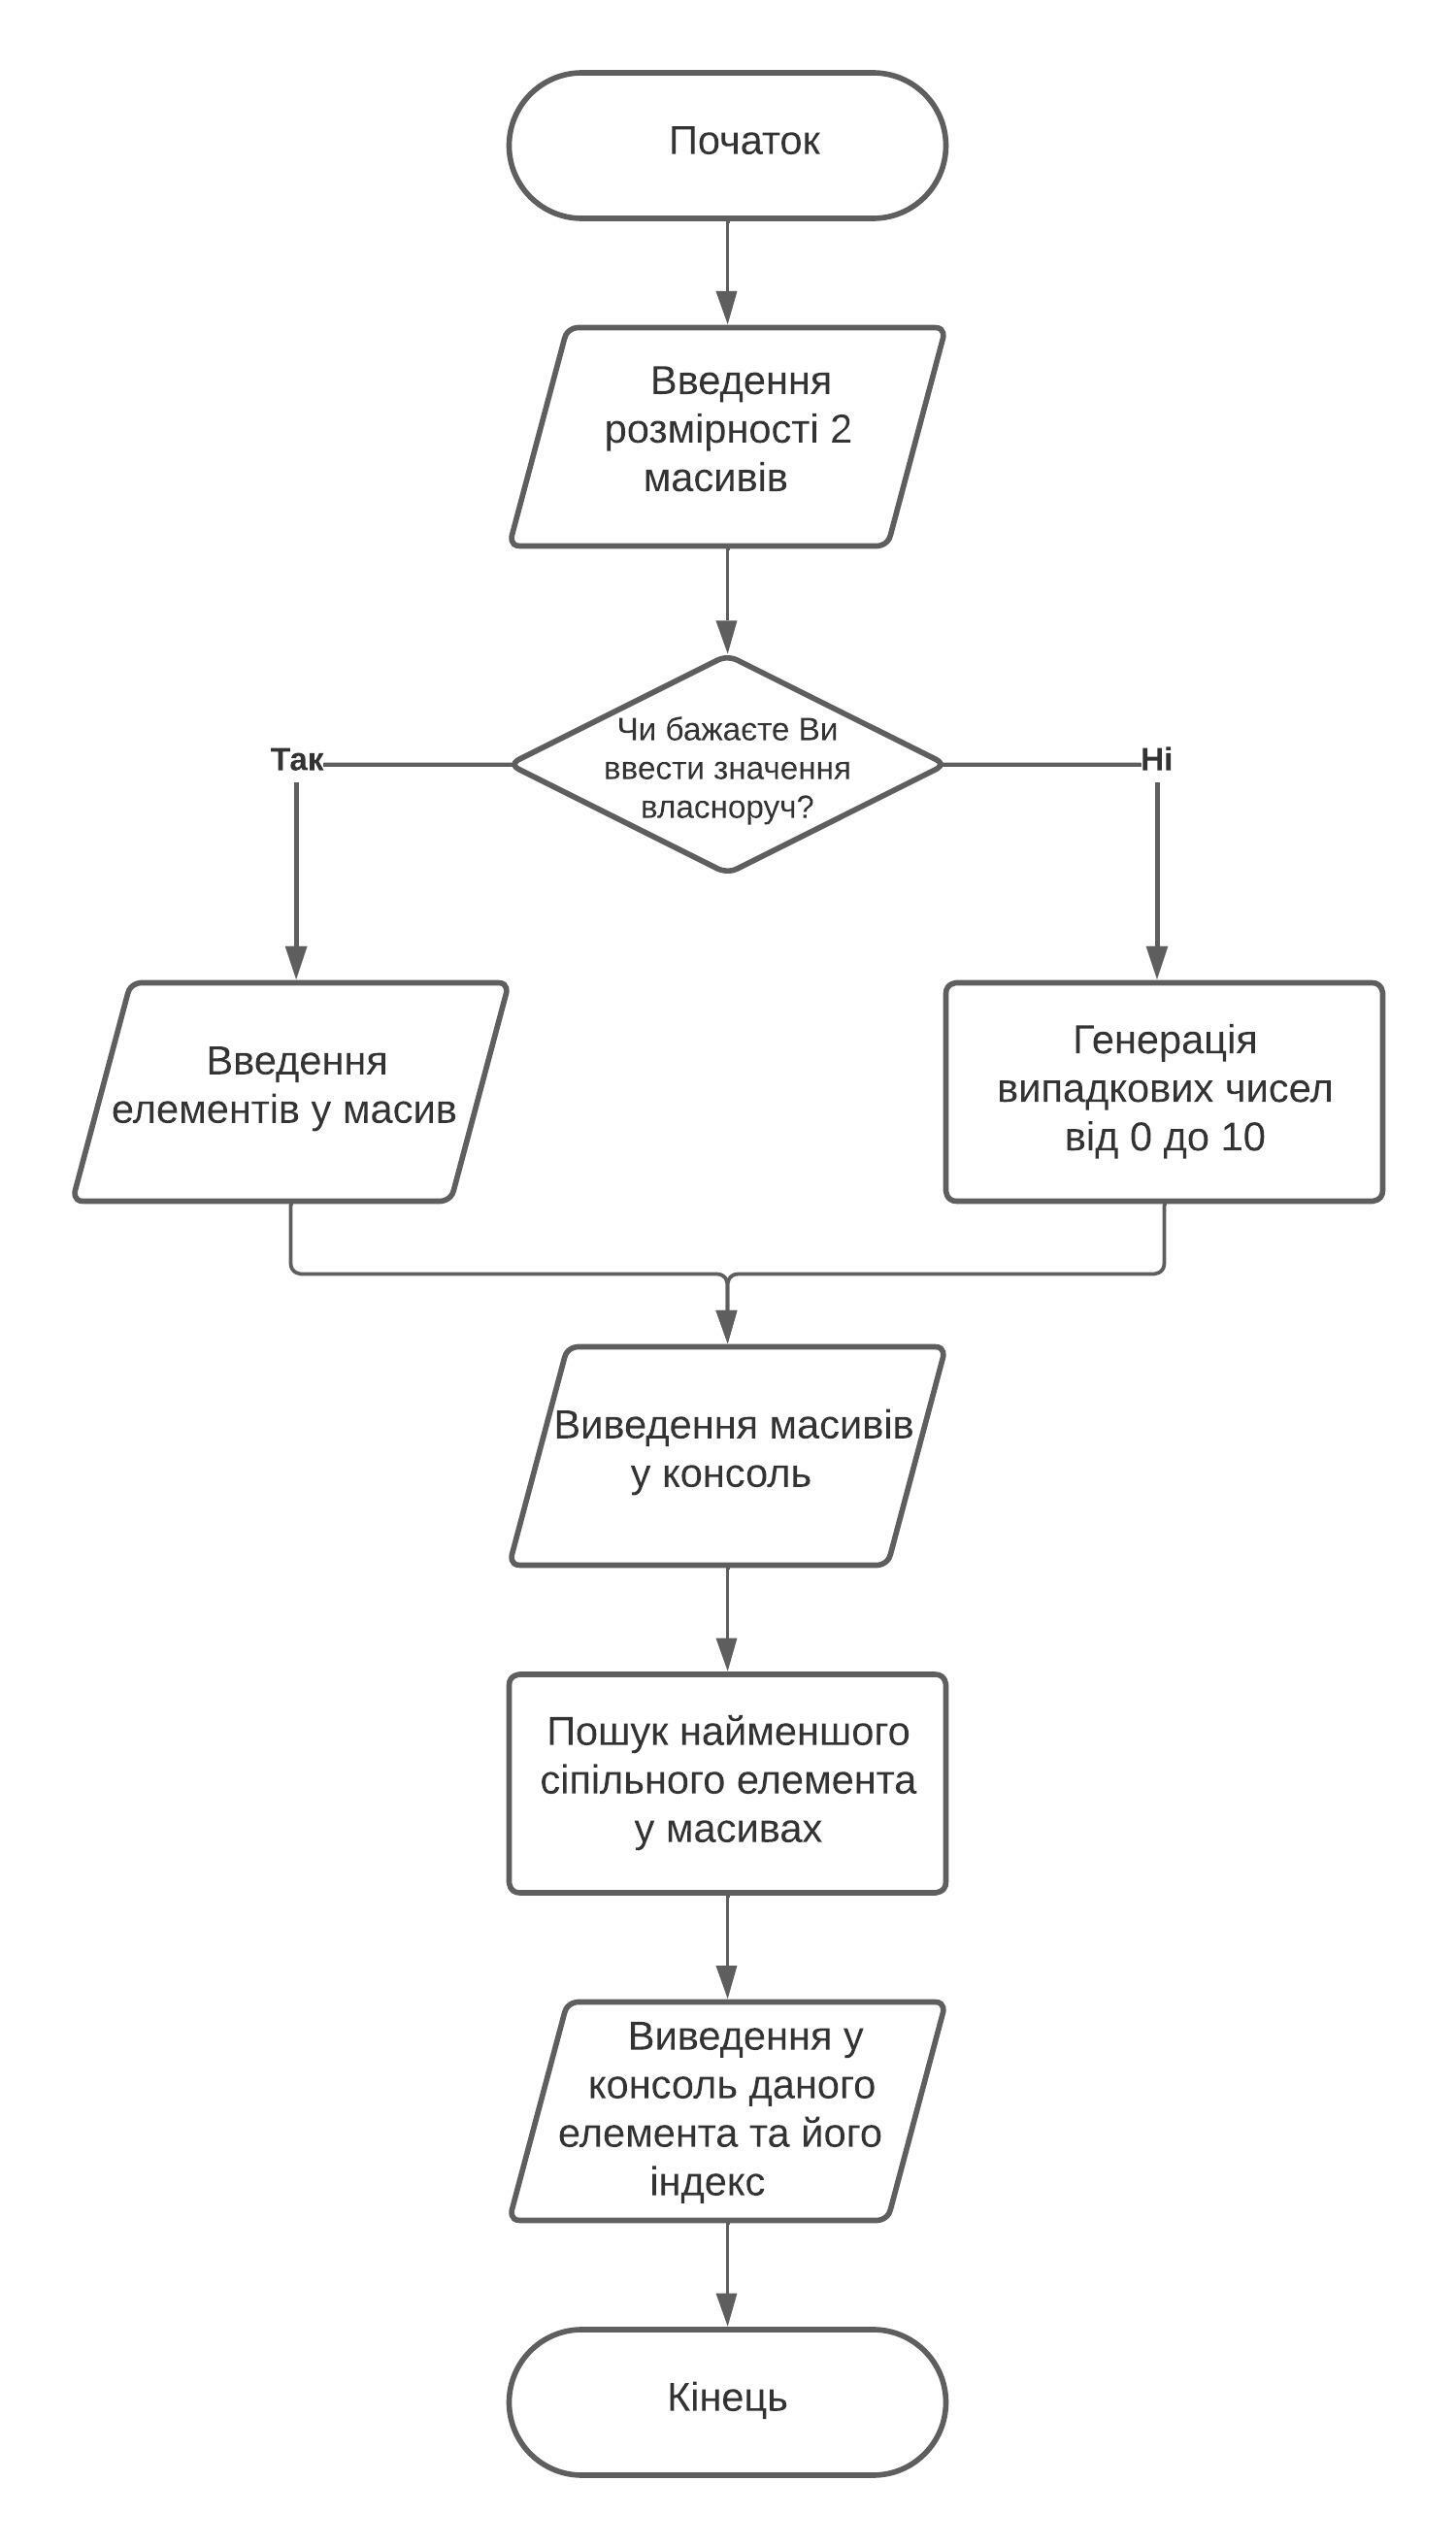 Початок
Введення
розмірності 2
масивів
Чи бажаєте Ви
ввести значення
власноруч?
Так
Ні
Введення
елементів у масив
Генерація
випадкових чисел
від 0 до 10
Виведення масивів
у консоль
Пошук найменшого
сіпільного елемента
у масивах
Виведення у
консоль даного
елемента та його
індекс
Кінець